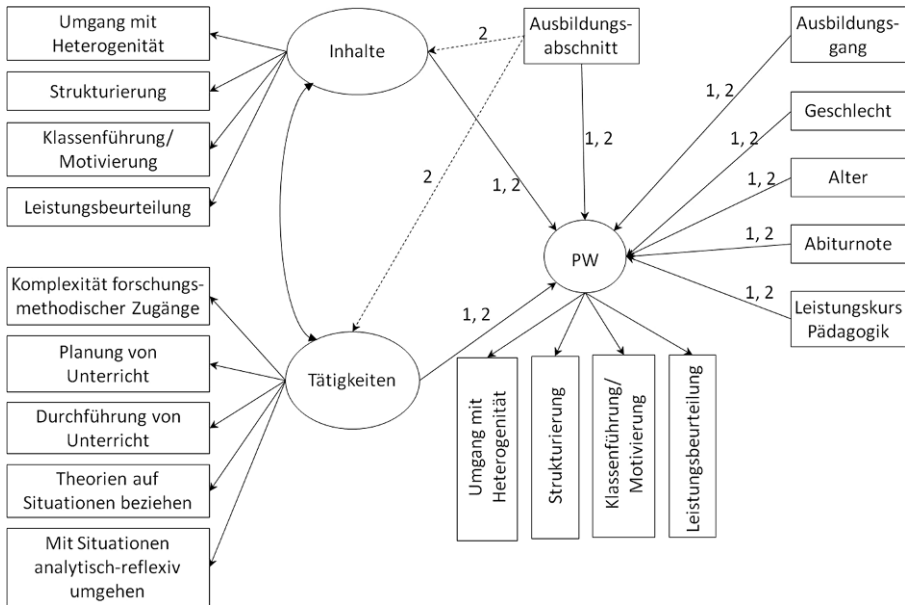 Umgang mit
Heterogenität
Strukturierung
Klassenführung/
Motivierung
Leistungsbeurteilung
Inhalte
2
Ausbildungs-
abschnitt
Ausbildungs-
gang
Geschlecht
Alter
Abiturnote
Leistungskurs
Pädagogik
1, 2
1, 2
1, 2
1, 2
1, 2
1, 2
1, 2
2
PW
Komplexität forschungs-
methodischer Zugänge
Planung von
Unterricht
Durchführung von
Unterricht
Theorien auf
Situationen beziehen
Mit Situationen
analytisch-reflexiv
umgehen
Tätigkeiten
1, 2
Umgang mit
Heterogenität
Strukturierung
Klassenführung/
Motivierung
Leistungsbeurteilung